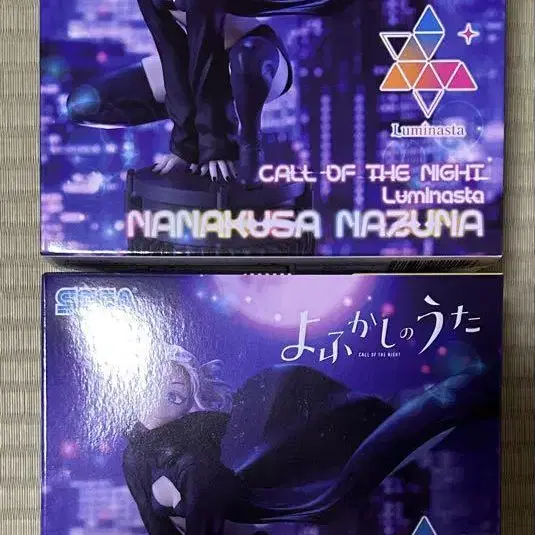 Luminasta
CALL OF THE NIGHT
Luminasta
NANAKUSA NAZUNA
SEGA
よふかしのうた
CALL OF THE NIGHT